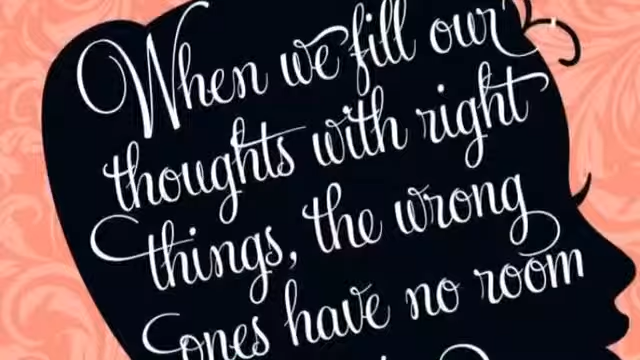 When we fill our
thoughts with right
things, the wrong
ones have no room